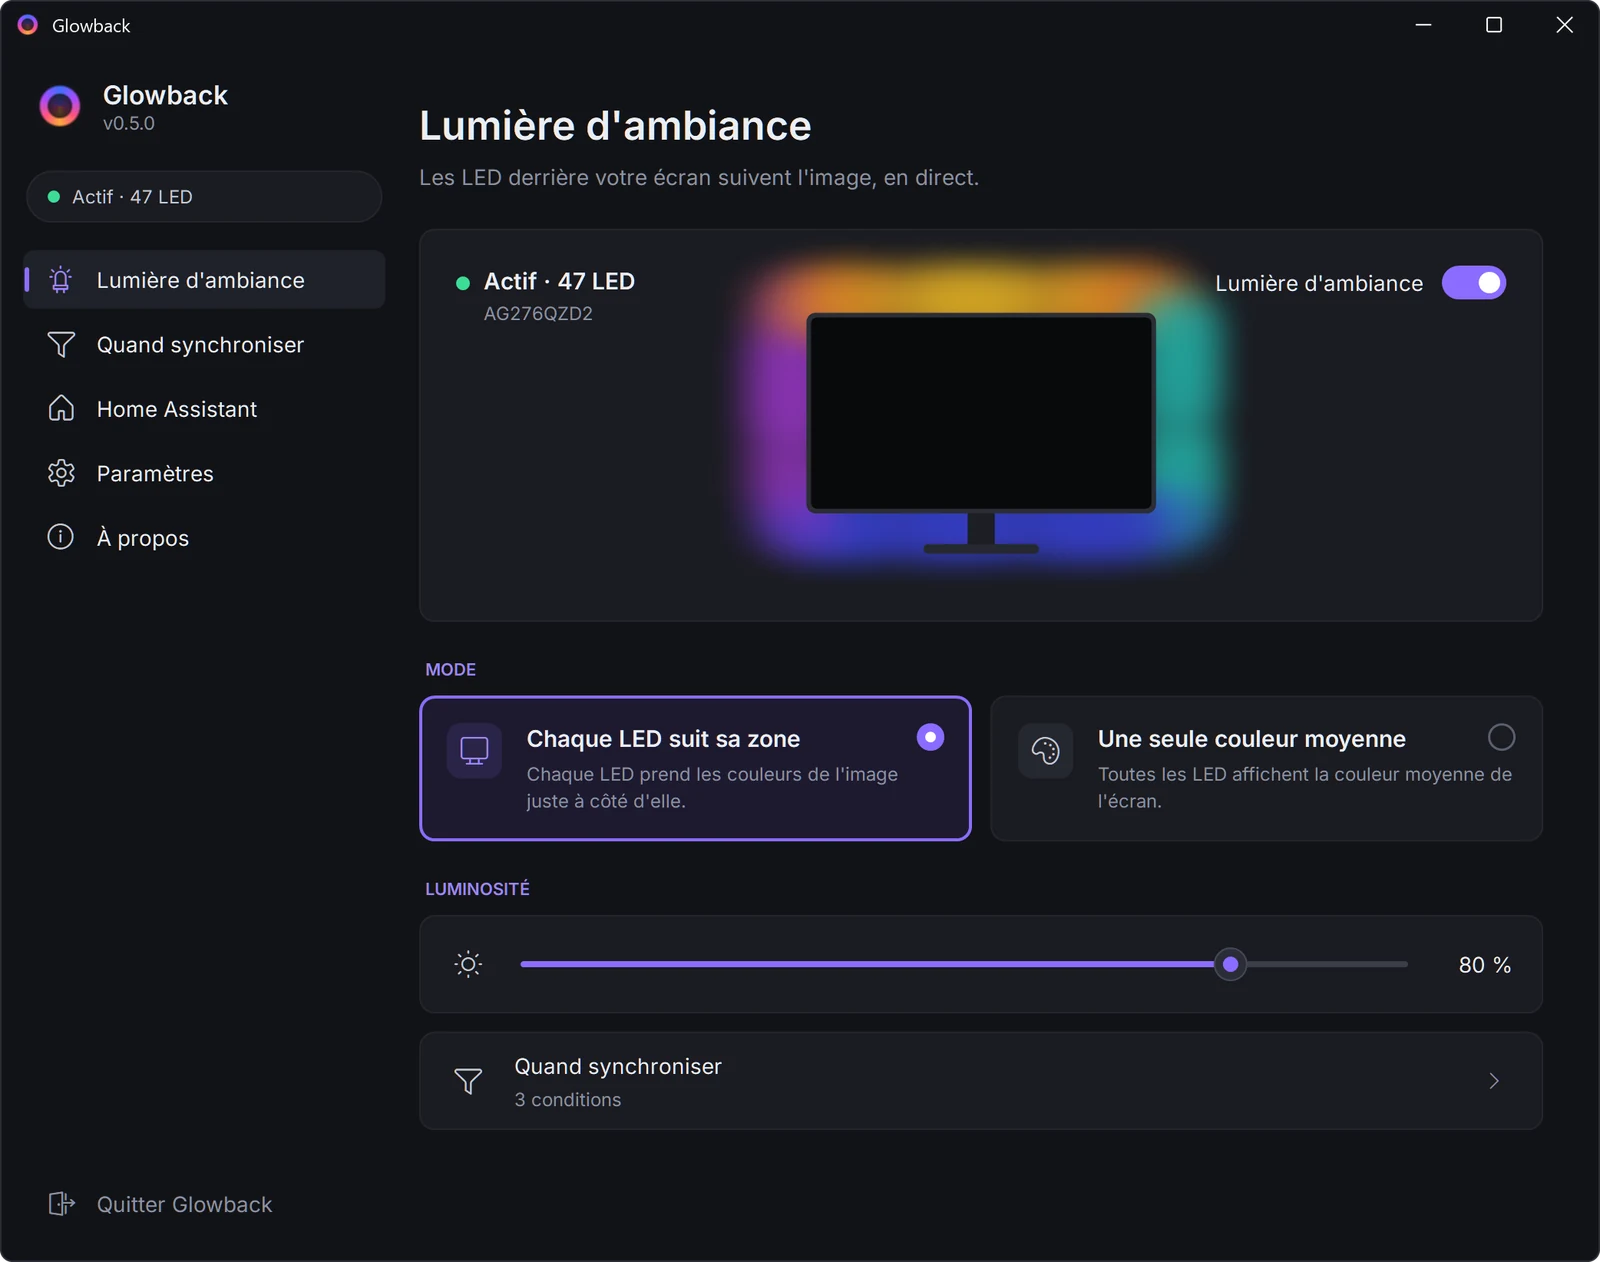 Glowback
Glowback
v0.5.0
Actif · 47 LED
Lumière d'ambiance
Quand synchroniser
Home Assistant
Paramètres
À propos
Quitter Glowback
Lumière d'ambiance
Les LED derrière votre écran suivent l'image, en direct.
Actif · 47 LED
AG276QZD2
Lumière d'ambiance
MODE
Chaque LED suit sa zone
Chaque LED prend les couleurs de l'image
juste à côté d'elle.
Une seule couleur moyenne
Toutes les LED affichent la couleur moyenne de
l'écran.
LUMINOSITÉ
80 %
Quand synchroniser
3 conditions